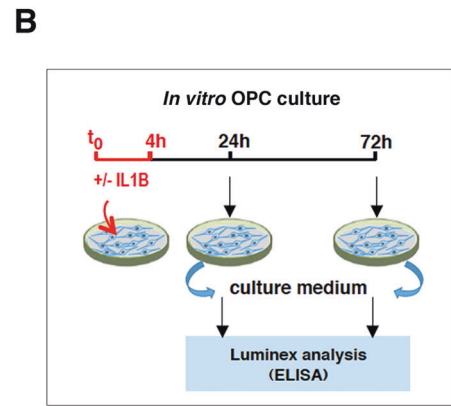 B
In vitro OPC culture
t0 4h 24h 72h
+/- IL1B
culture medium
Luminex analysis
(ELISA)